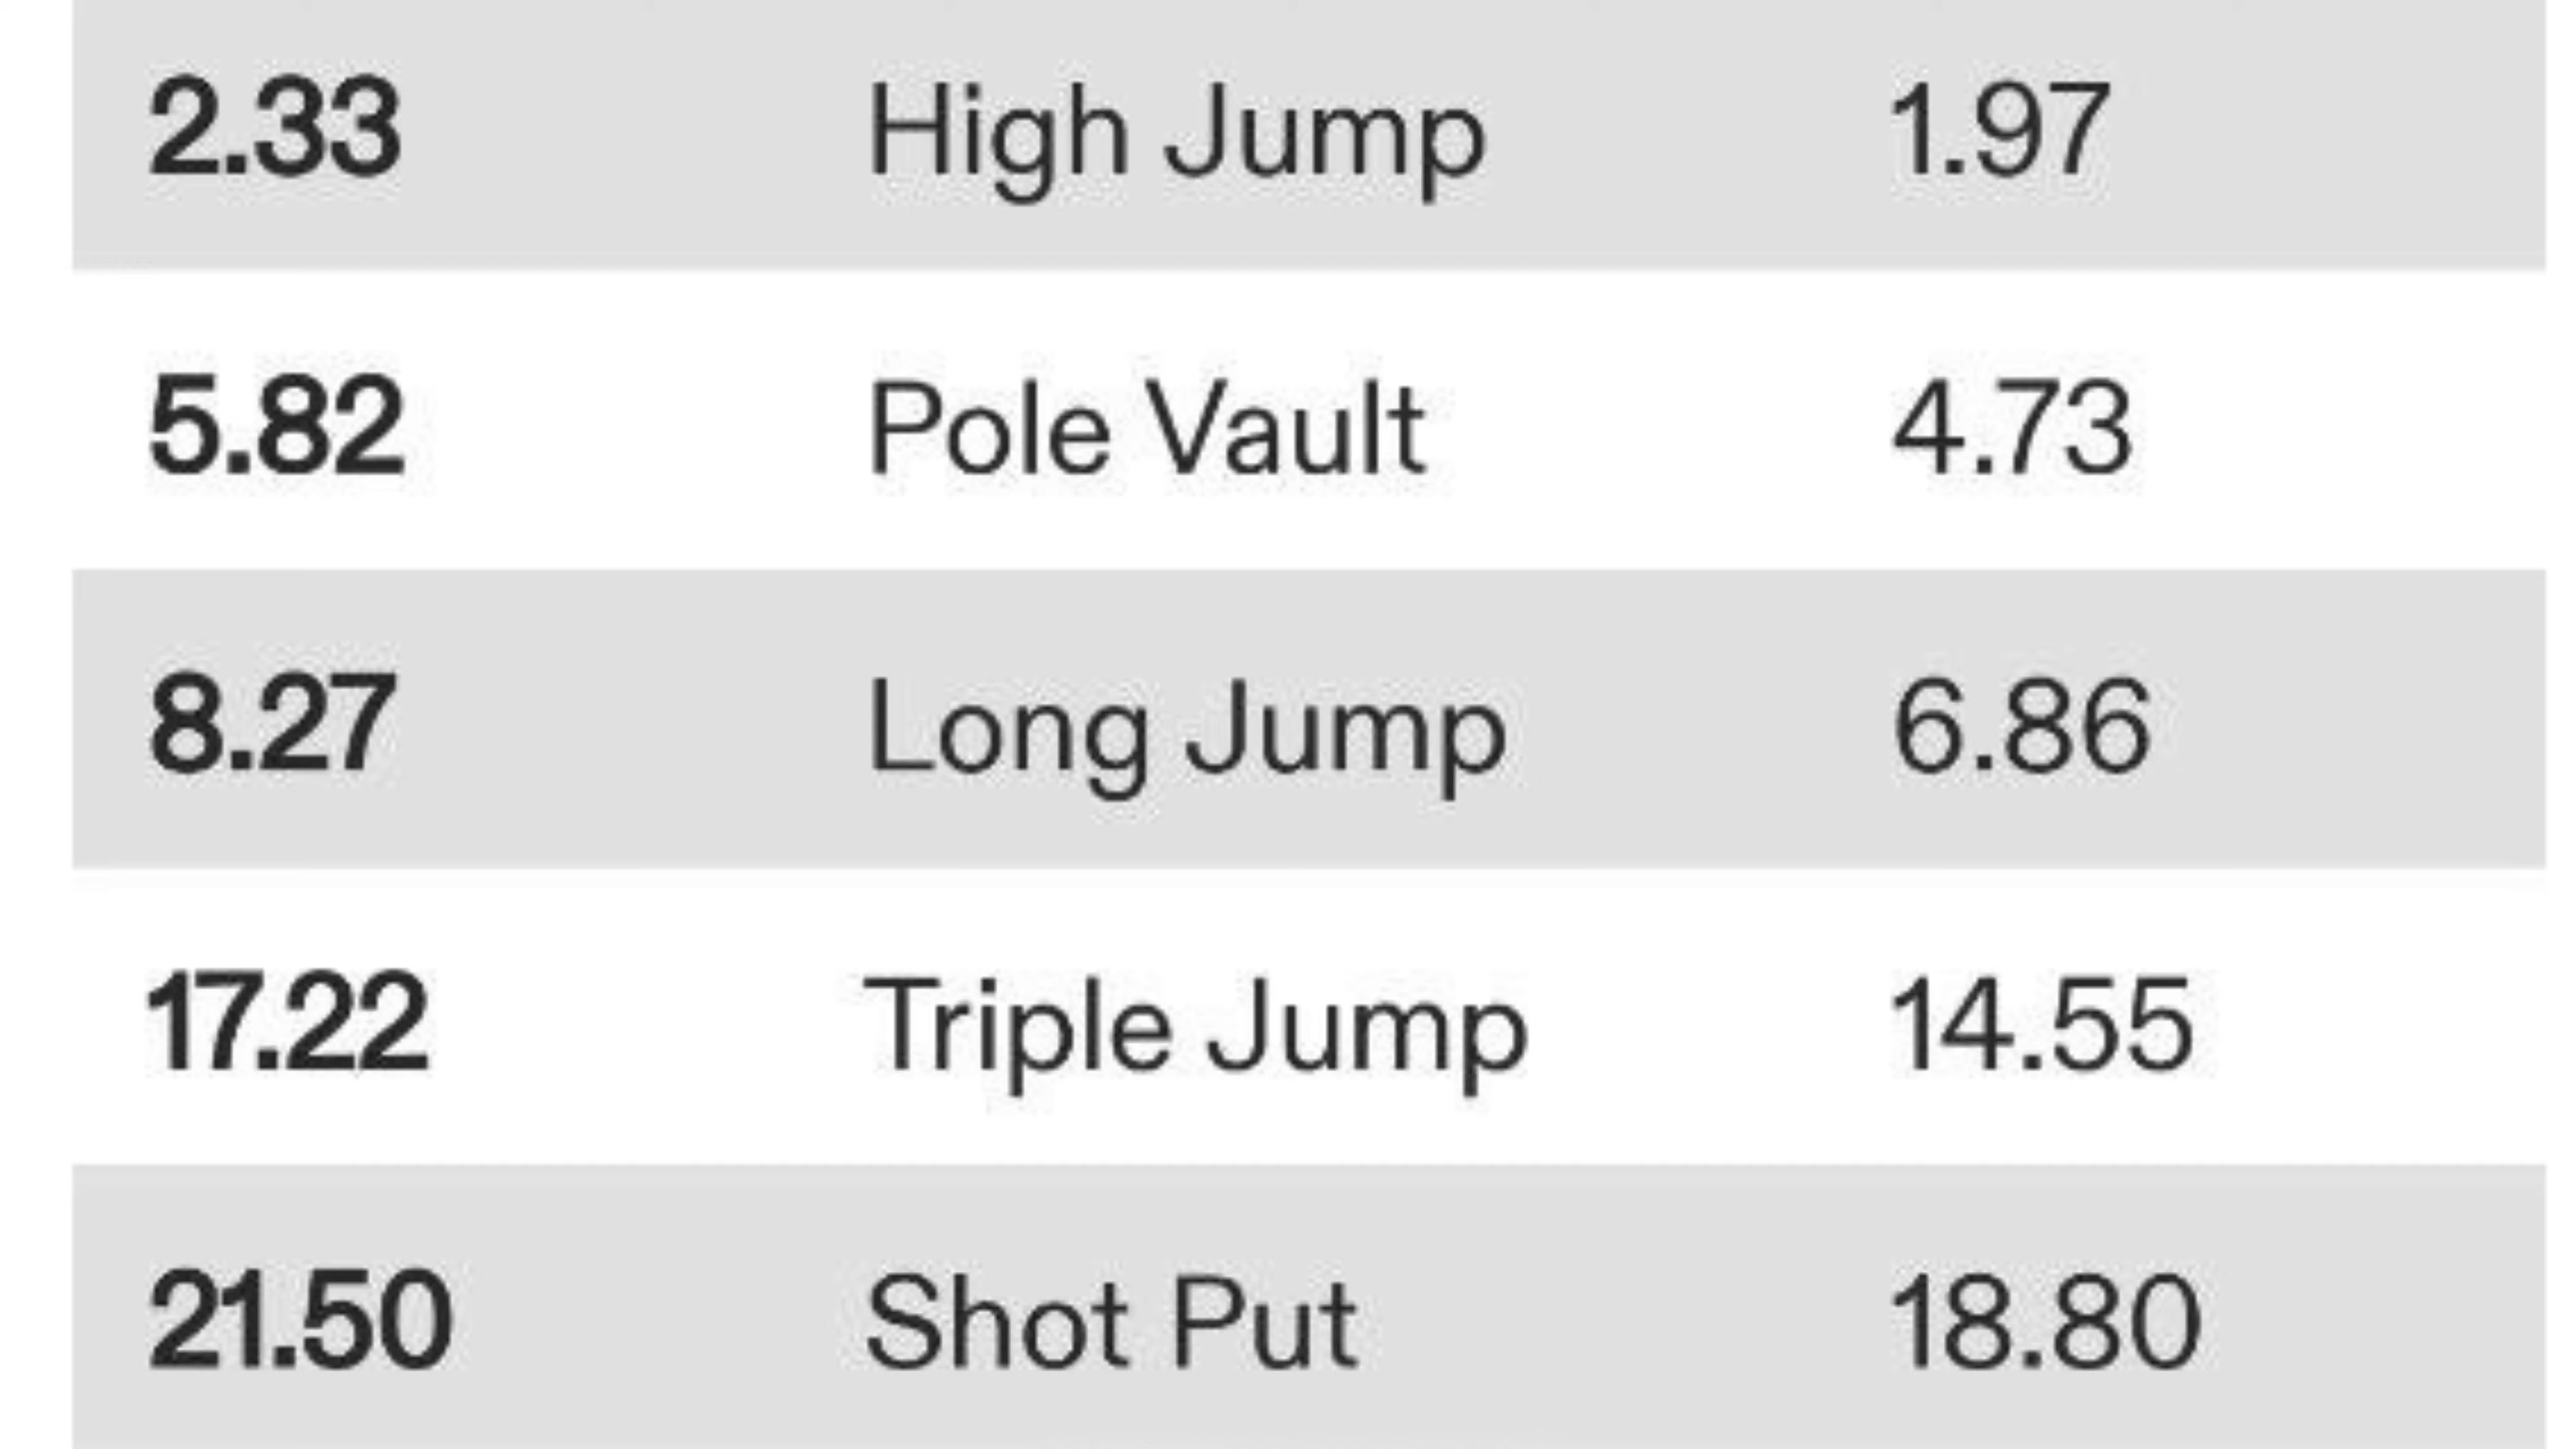 2.33 High Jump 1.97
5.82 Pole Vault 4.73
8.27 Long Jump 6.86
17.22 Triple Jump 14.55
21.50 Shot Put 18.80